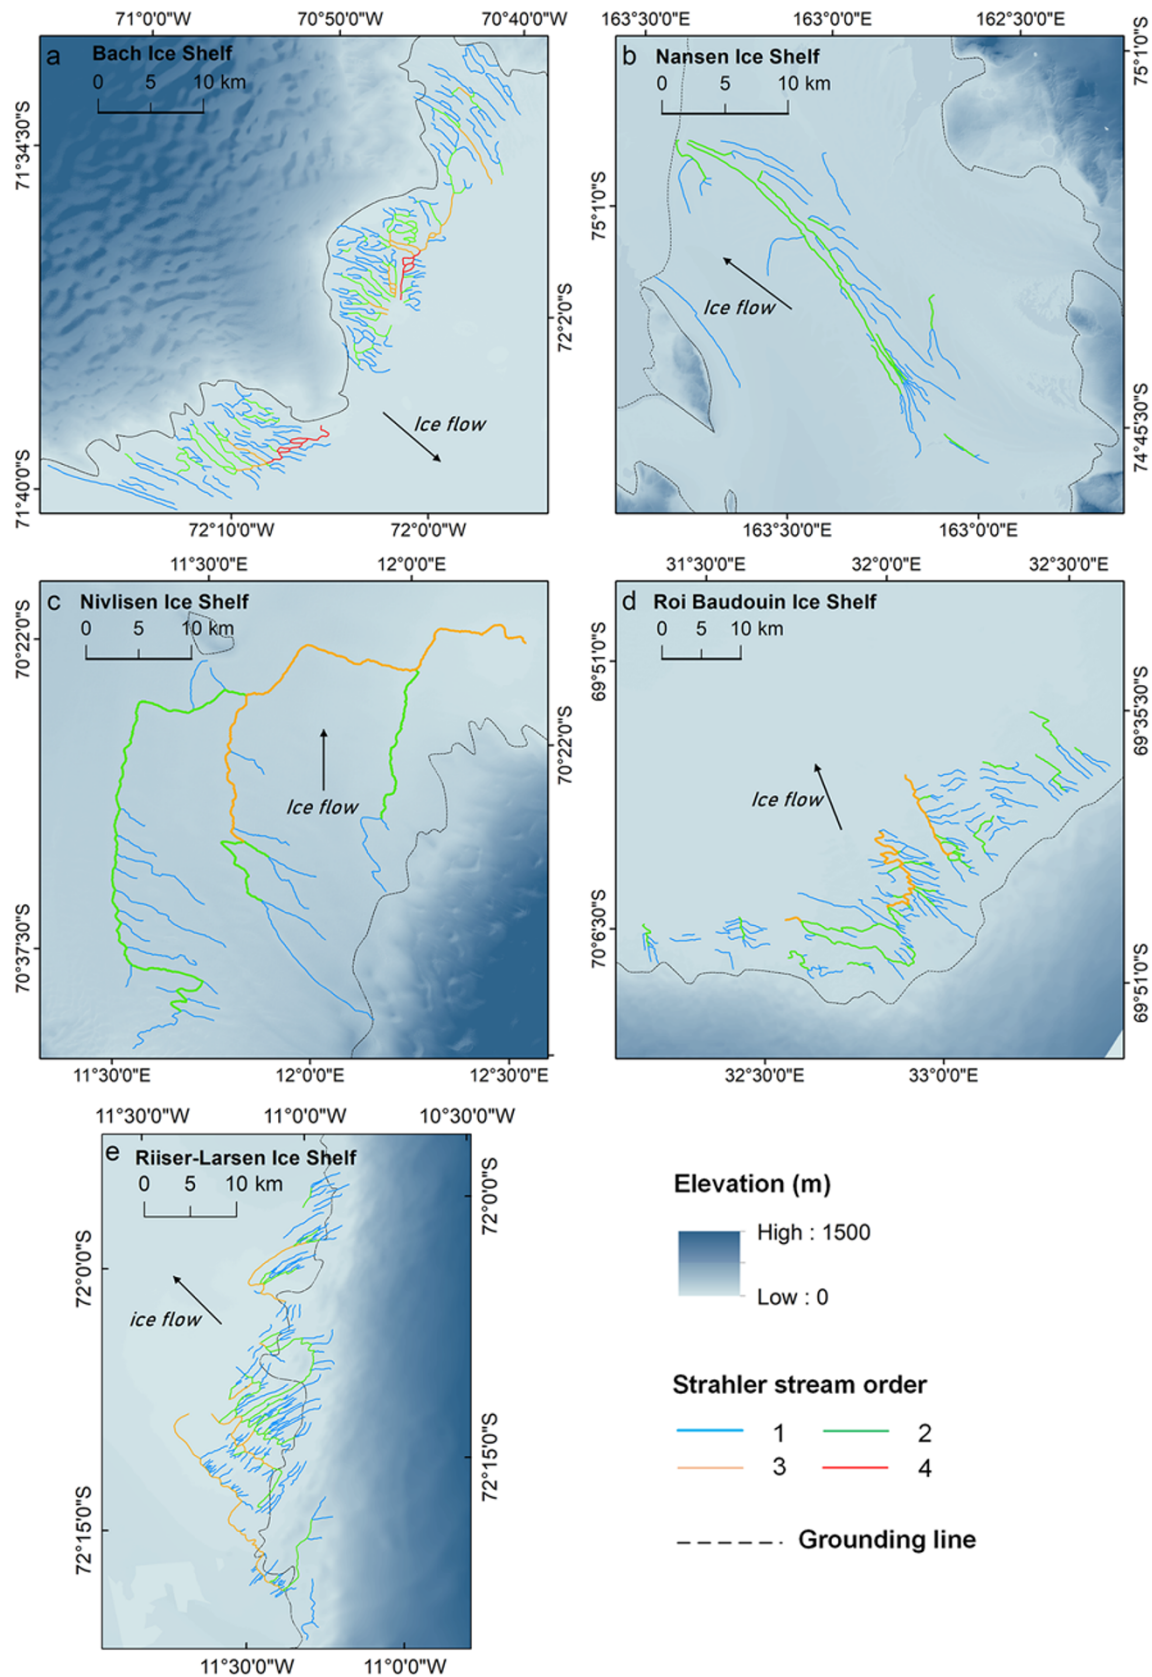 71°0'0"W 70°50'0"W 70°40'0"W
a Bach Ice Shelf
0 5 10 km
71°34'30"S
72°2'0"S
71°40'0"S
Ice flow
72°10'0"W 72°0'0"W
163°30'0"E 163°0'0"E 162°30'0"E
b Nansen Ice Shelf
0 5 10 km
75°1'0"S
75°1'0"S
74°45'30"S
Ice flow
163°30'0"E 163°0'0"E
11°30'0"E 12°0'0"E
c Nivlisen Ice Shelf
0 5 10 km
70°22'0"S
70°22'0"S
70°37'30"S
Ice flow
11°30'0"E 12°0'0"E 12°30'0"E
31°30'0"E 32°0'0"E 32°30'0"E
d Roi Baudouin Ice Shelf
0 5 10 km
69°51'0"S
69°35'30"S
70°6'30"S
69°51'0"S
Ice flow
32°30'0"E 33°0'0"E
11°30'0"W 11°0'0"W 10°30'0"W
e Riiser-Larsen Ice Shelf
0 5 10 km
72°0'0"S
72°0'0"S
72°15'0"S
72°15'0"S
ice flow
11°30'0"W 11°0'0"W
Elevation (m)
High : 1500
Low : 0
Strahler stream order
1 2
3 4
Grounding line